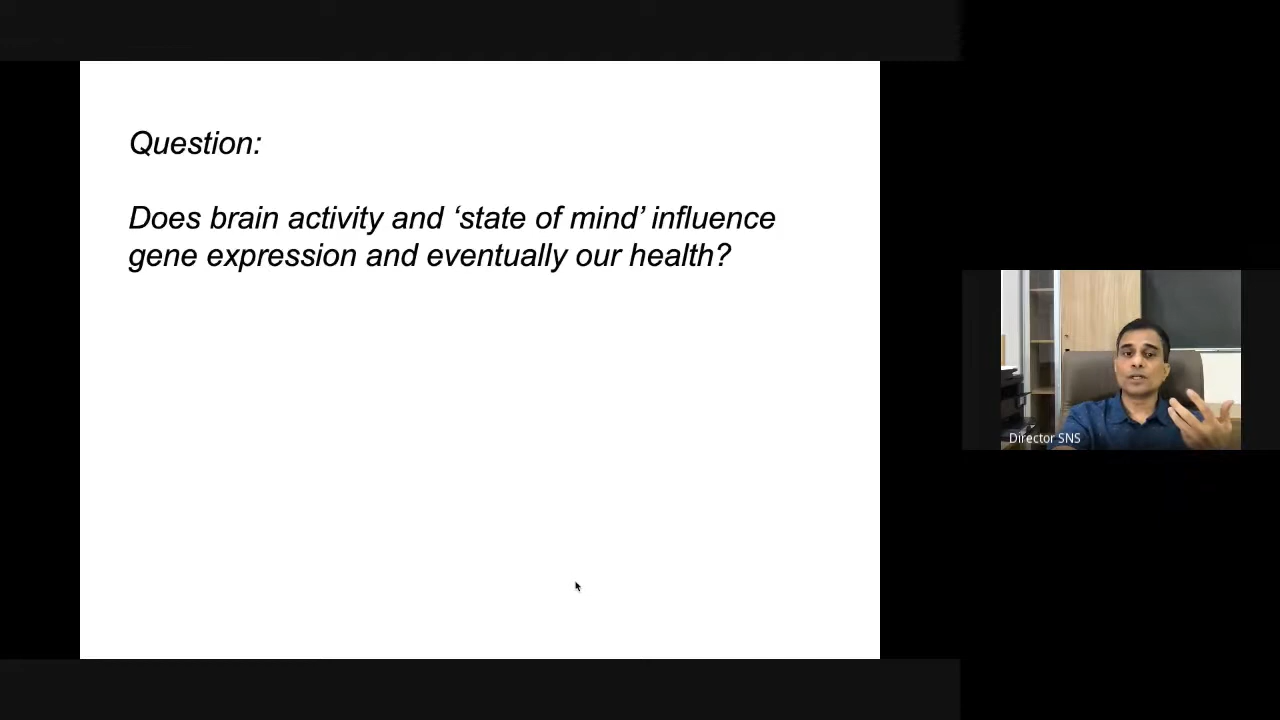 Question:
Does brain activity and ‘state of mind’ influence
gene expression and eventually our health?
Director SNS